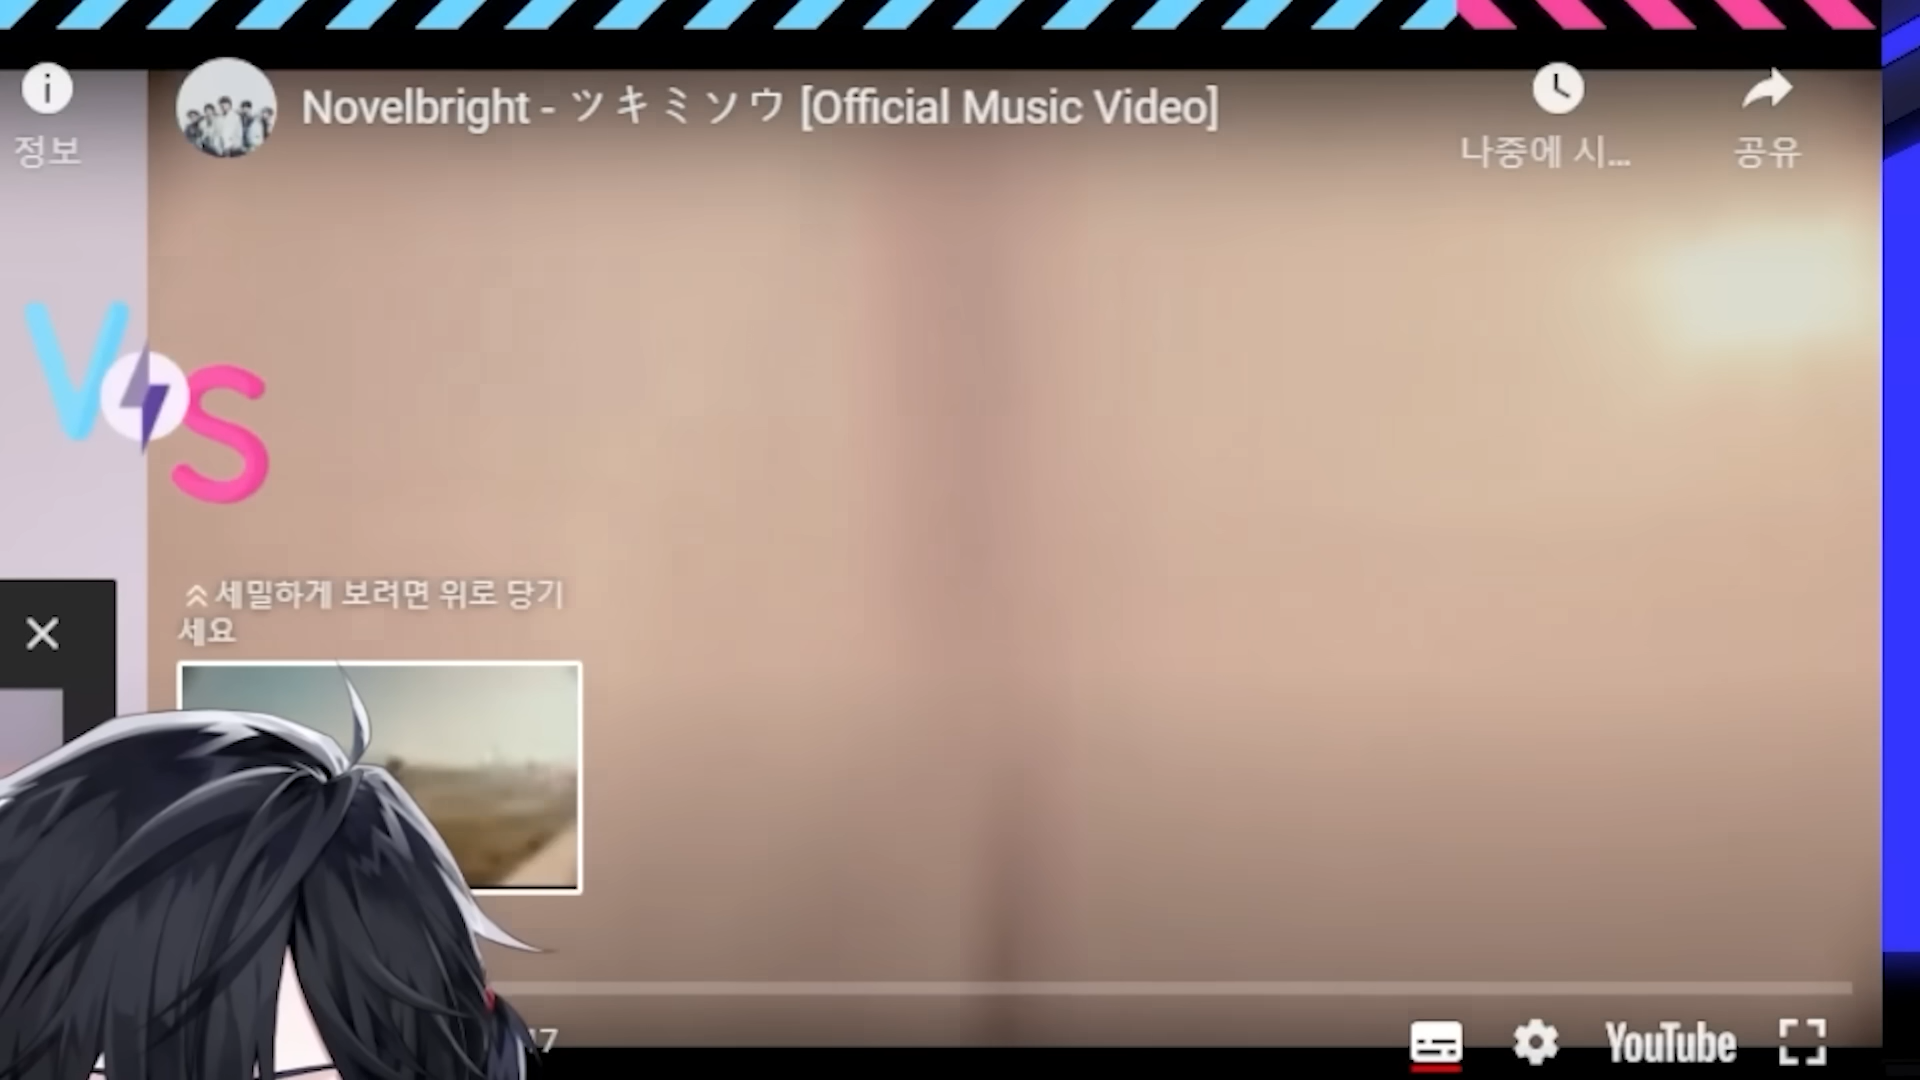 정보
Novelbright - ツキミソウ [Official Music Video]
나중에 시...
공유
VS
세밀하게 보려면 위로 당기
세요
17
YouTube